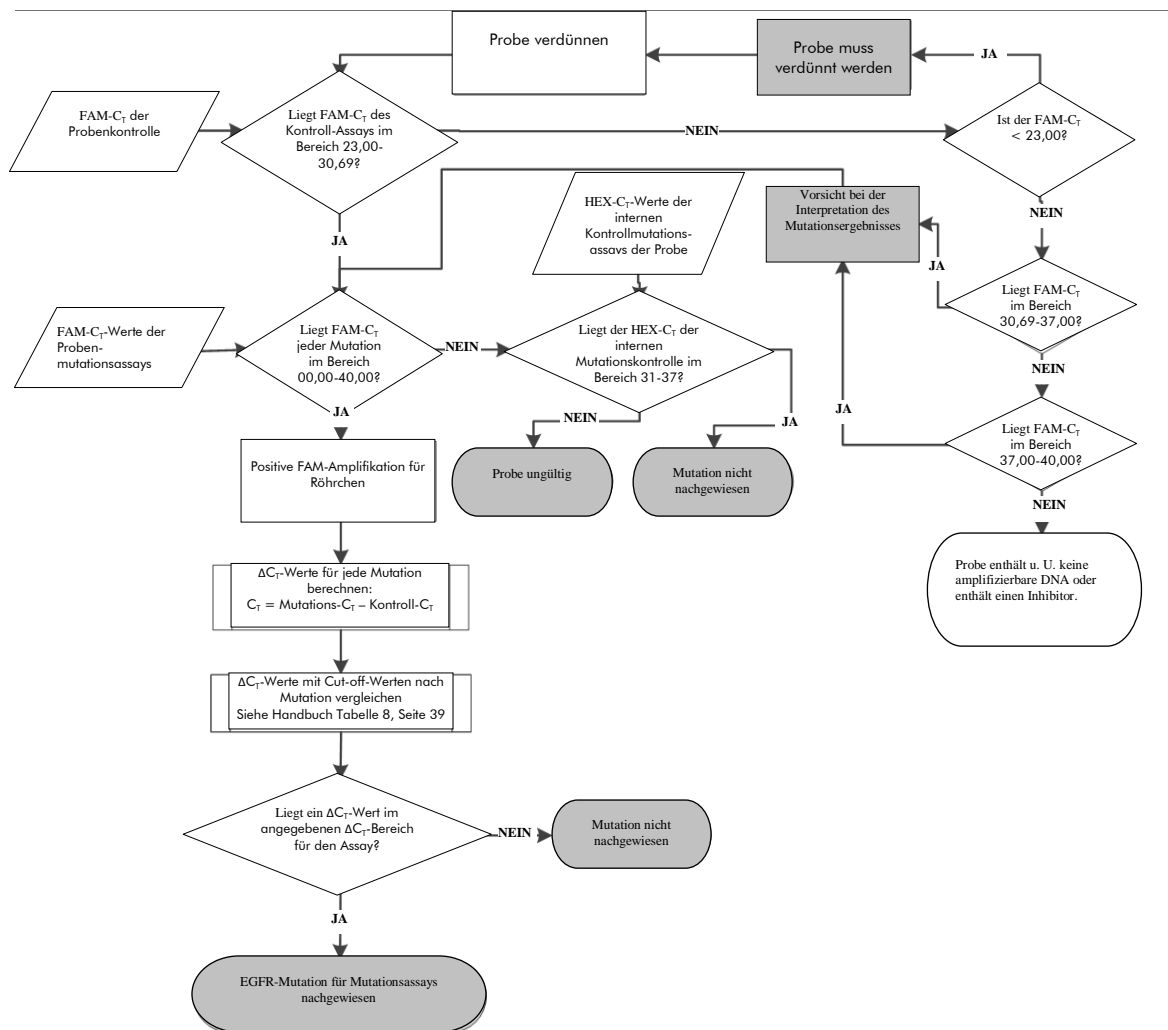 Probe verdünnen
Probe muss
verdünnt werden
JA
FAM-CT der
Probenkontrolle
Liegt FAM-CT des
Kontroll-Assays im
Bereich 23,00-
30,69?
NEIN
Ist der FAM-CT
< 23,00?
JA
HEX-CT-Werte der
internen
Kontrollmutations-
assavs der Probe
Vorsicht bei der
Interpretation des
Mutationsergebnisses
NEIN
JA
FAM-CT-Werte der
Proben-
mutationsassays
Liegt FAM-CT
jeder Mutation
im Bereich
00,00-40,00?
NEIN
Liegt der HEX-CT der
internen
Mutationskontrolle im
Bereich 31-37?
Liegt FAM-CT
im Bereich
30,69-37,00?
NEIN
JA
NEIN
JA
JA
Liegt FAM-CT
im Bereich
37,00-40,00?
Positive FAM-Amplifikation für
Röhrchen
Probe ungültig
Mutation nicht
nachgewiesen
NEIN
ΔCT-Werte für jede Mutation
berechnen:
CT = Mutations-CT – Kontroll-CT
Probe enthält u. U. keine
amplifizierbare DNA oder
enthält einen Inhibitor.
ΔCT-Werte mit Cut-off-Werten nach
Mutation vergleichen
Siehe Handbuch Tabelle 8, Seite 39
Liegt ein ΔCT-Wert im
angegebenen ΔCT-Bereich
für den Assay?
NEIN
Mutation nicht
nachgewiesen
JA
EGFR-Mutation für Mutationsassays
nachgewiesen